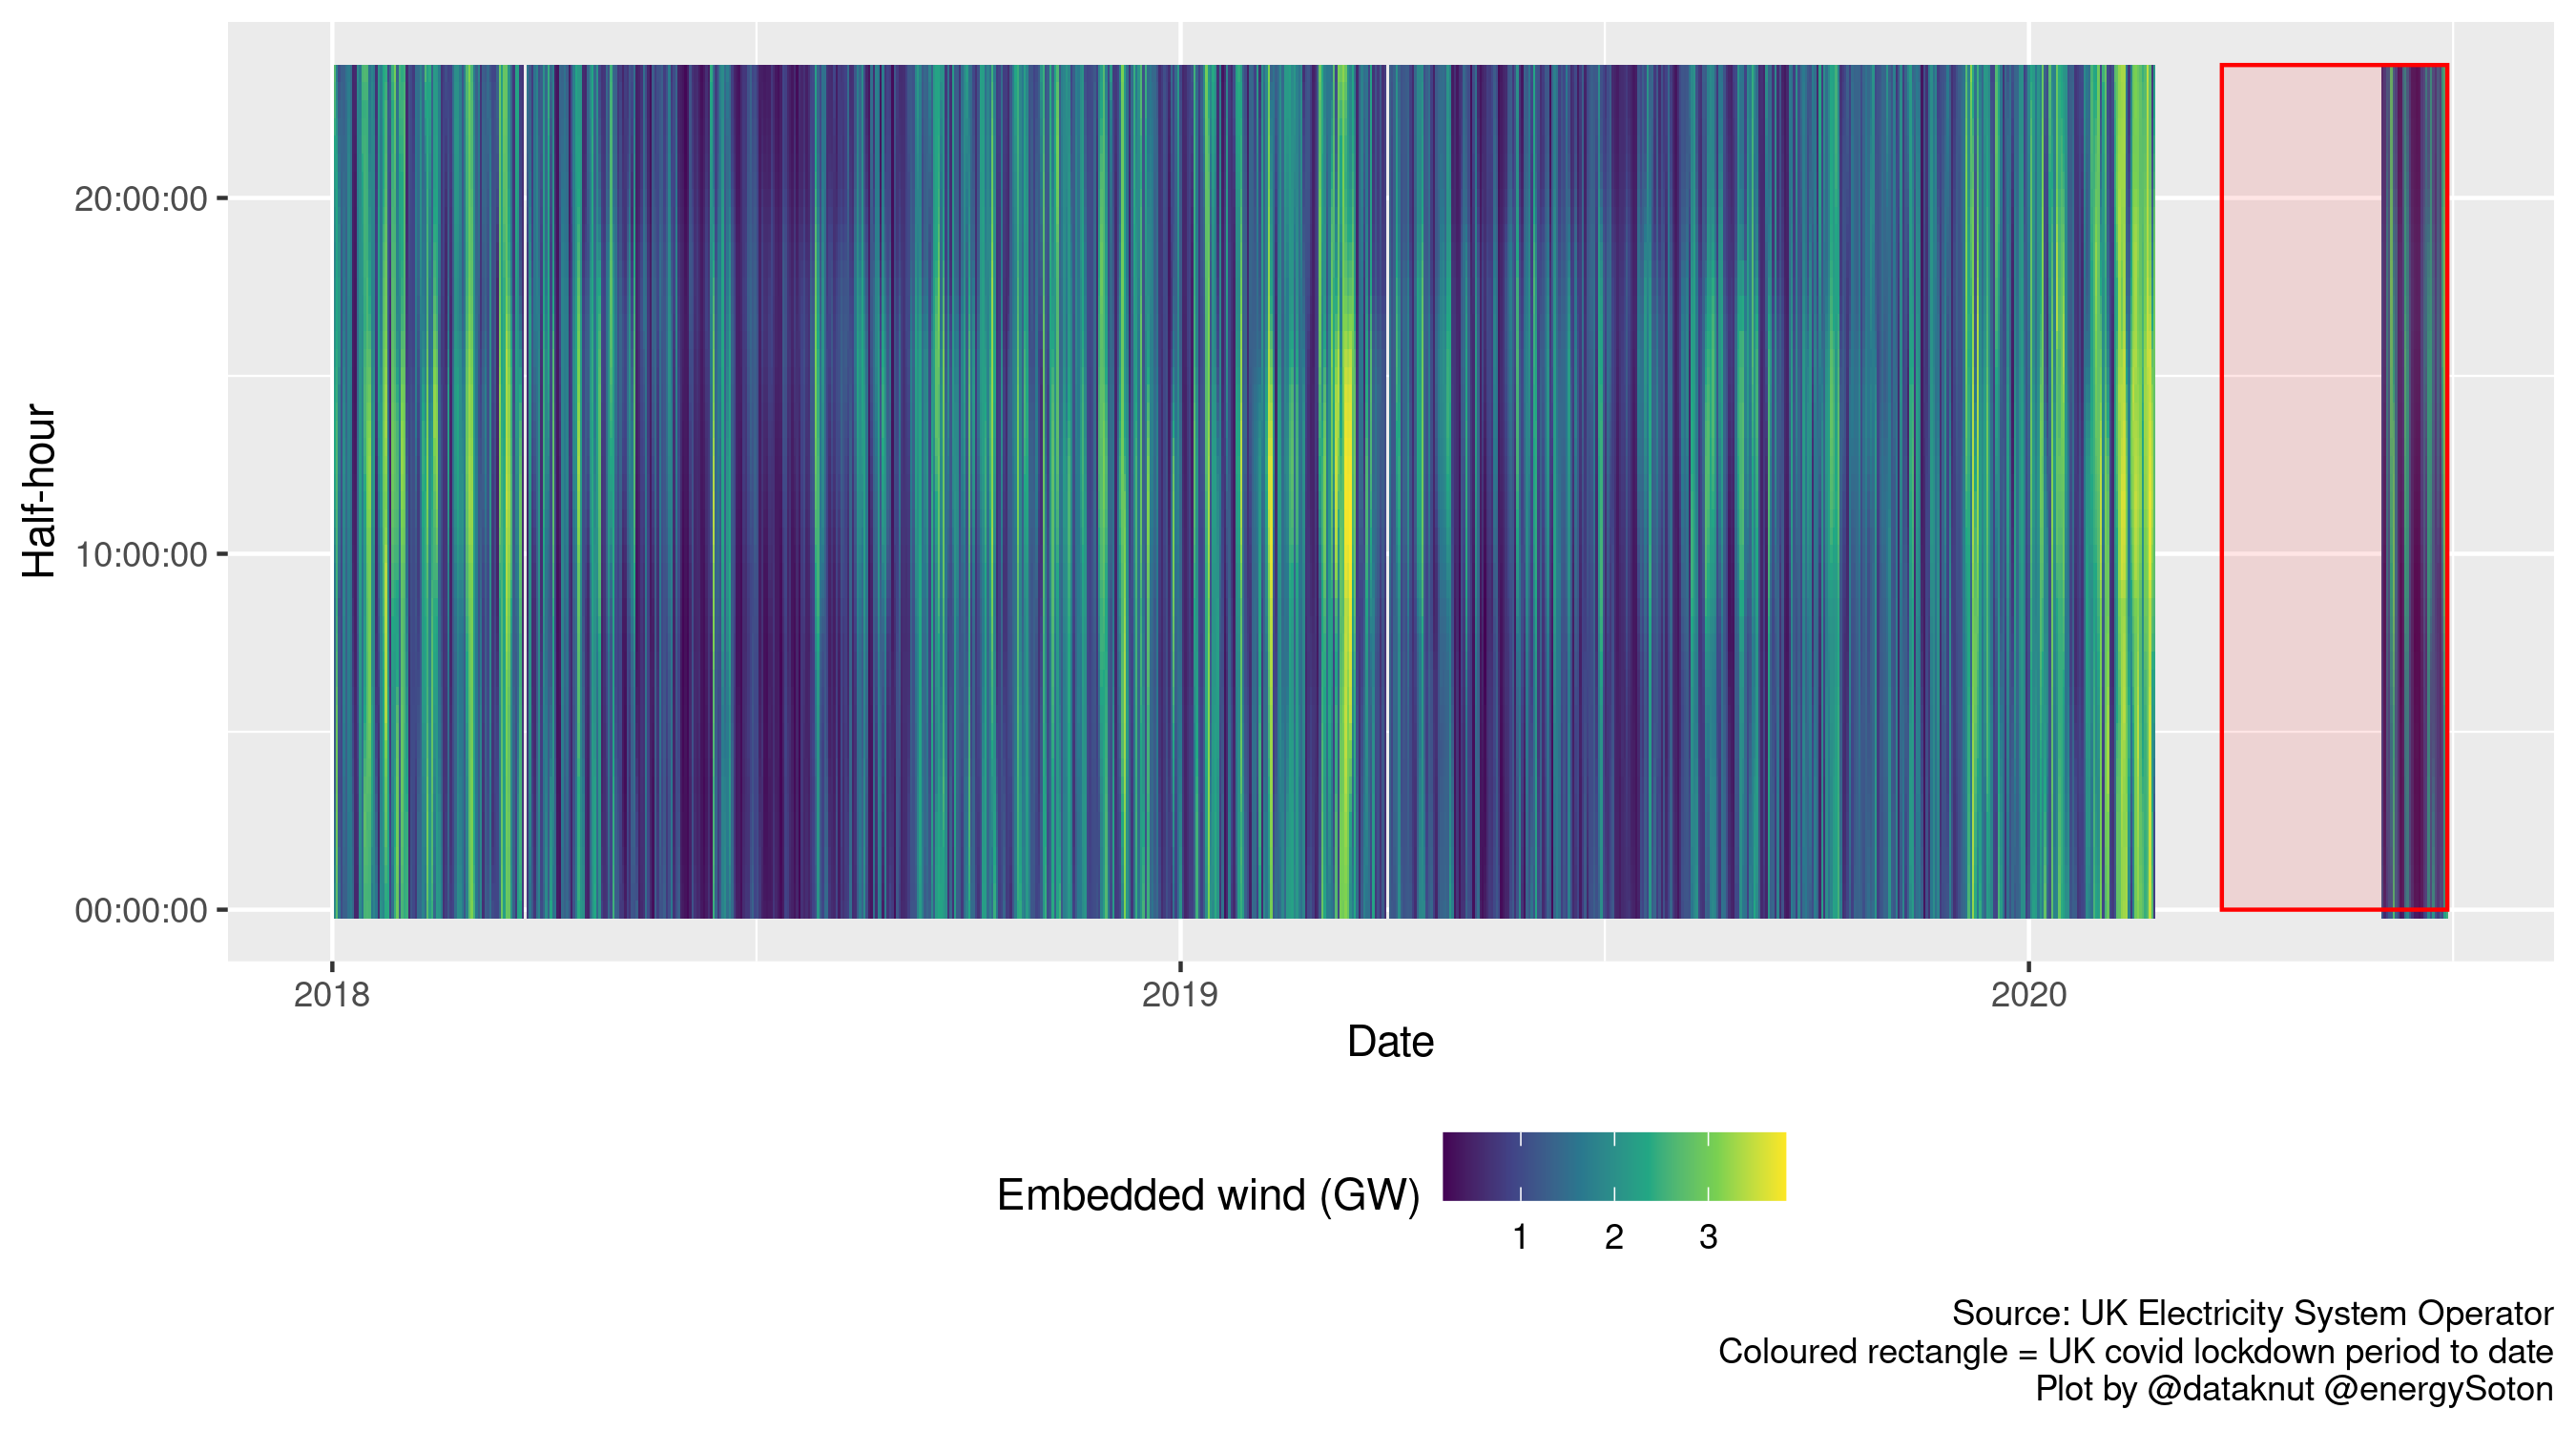 Half-hour
20:00:00
10:00:00
00:00:00
2018 2019 2020
Date
Embedded wind (GW)
1 2 3
Source: UK Electricity System Operator
Coloured rectangle = UK covid lockdown period to date
Plot by @dataknut @energySoton